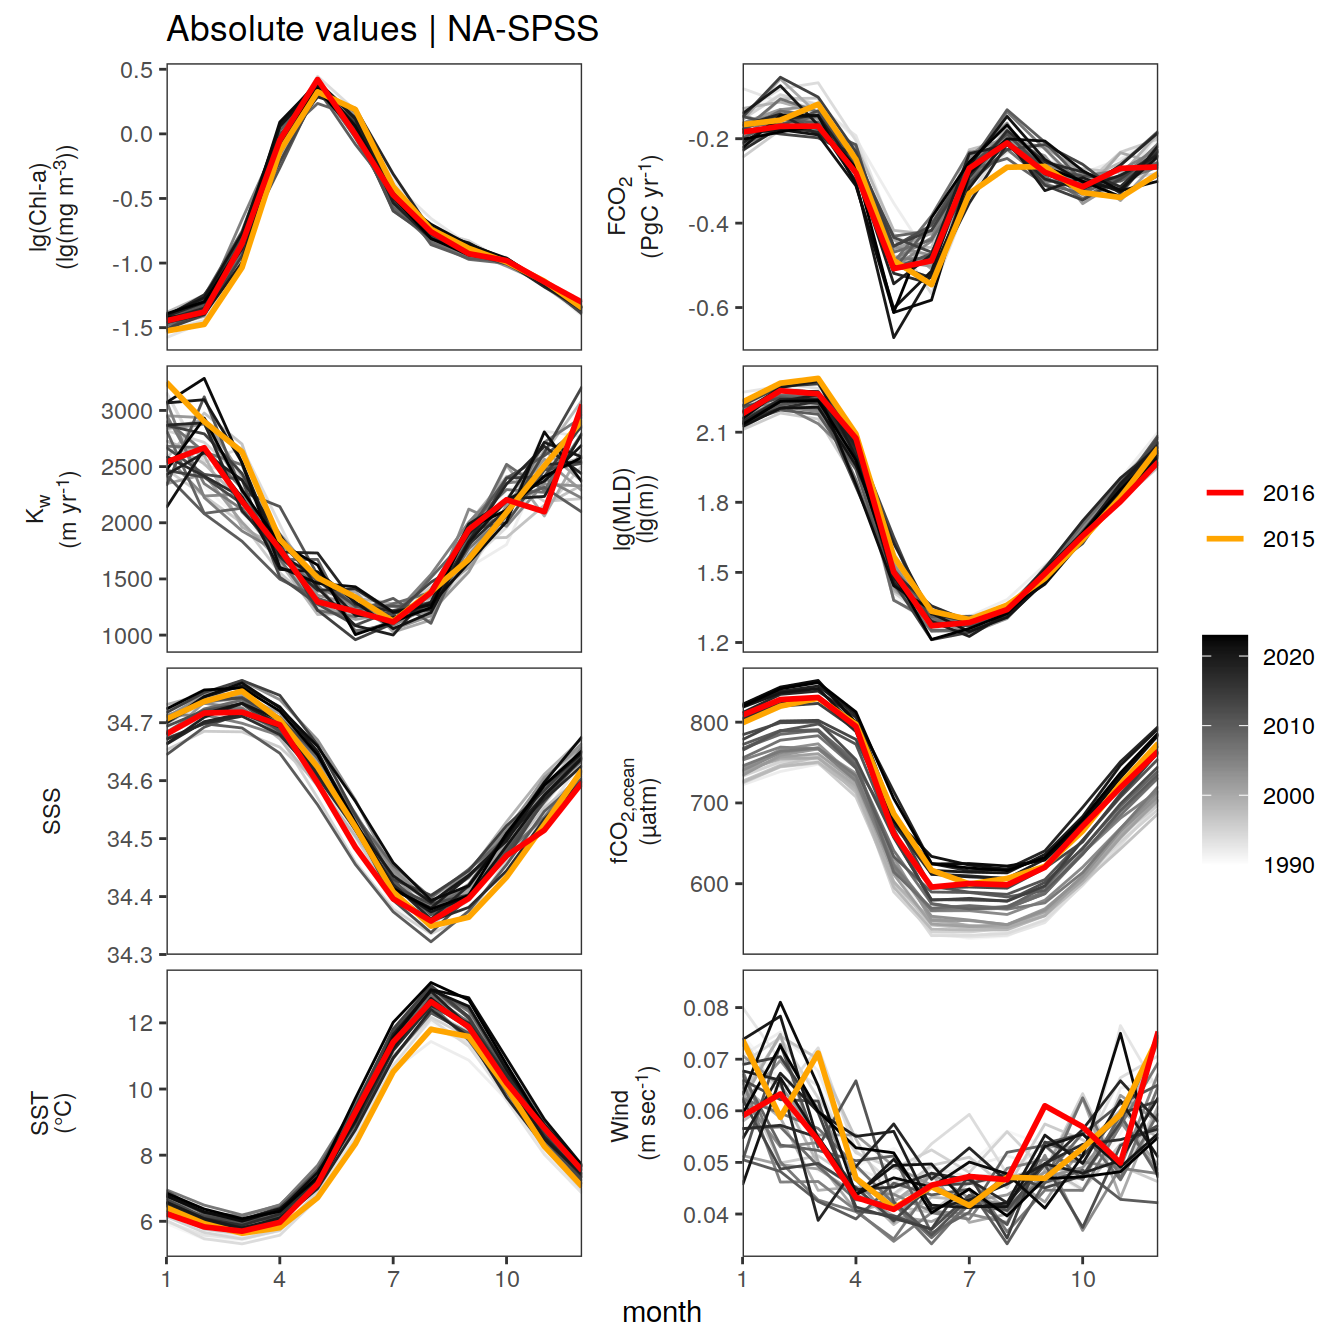 Absolute values | NA-SPSS
lg(Chl-a)
(lg(mg m⁻³))
0.5
0.0
-0.5
-1.0
-1.5
FCO₂
(PgC yr⁻¹)
-0.2
-0.4
-0.6
K_w
(m yr⁻¹)
3000
2500
2000
1500
1000
lg(MLD)
(lg(m))
2.1
1.8
1.5
1.2
SSS
34.7
34.6
34.5
34.4
34.3
fCO₂,ocean
(µatm)
800
700
600
SST
(°C)
12
10
8
6
Wind
(m sec⁻¹)
0.08
0.07
0.06
0.05
0.04
1 4 7 10
1 4 7 10
month
2016
2015
2020
2010
2000
1990